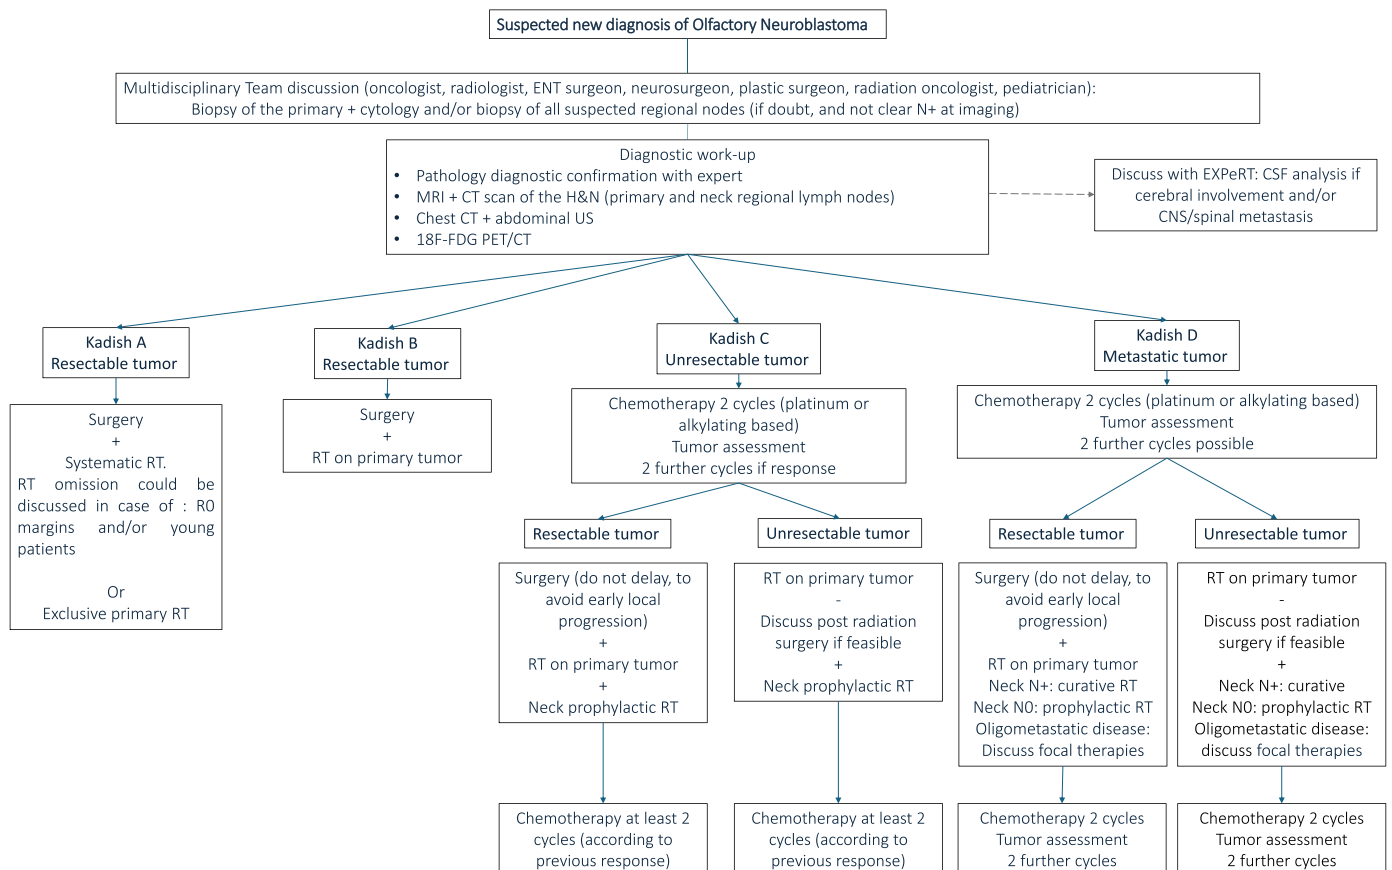 Suspected new diagnosis of Olfactory Neuroblastoma
Multidisciplinary Team discussion (oncologist, radiologist, ENT surgeon, neurosurgeon, plastic surgeon, radiation oncologist, pediatrician):
Biopsy of the primary + cytology and/or biopsy of all suspected regional nodes (if doubt, and not clear N+ at imaging)
Diagnostic work-up
• Pathology diagnostic confirmation with expert
• MRI + CT scan of the H&N (primary and neck regional lymph nodes)
• Chest CT + abdominal US
• 18F-FDG PET/CT
Discuss with EXPeRT: CSF analysis if
cerebral involvement and/or
CNS/spinal metastasis
Kadish A
Resectable tumor
Surgery
+
Systematic RT.
RT omission could be
discussed in case of : R0
margins and/or young
patients
Or
Exclusive primary RT
Kadish B
Resectable tumor
Surgery
+
RT on primary tumor
Kadish C
Unresectable tumor
Chemotherapy 2 cycles (platinum or
alkylating based)
Tumor assessment
2 further cycles if response
Resectable tumor
Surgery (do not delay, to
avoid early local
progression)
+
RT on primary tumor
+
Neck prophylactic RT
Chemotherapy at least 2
cycles (according to
previous response)
Unresectable tumor
RT on primary tumor
-
Discuss post radiation
surgery if feasible
+
Neck prophylactic RT
Chemotherapy at least 2
cycles (according to
previous response)
Kadish D
Metastatic tumor
Chemotherapy 2 cycles (platinum or alkylating based)
Tumor assessment
2 further cycles possible
Resectable tumor
Surgery (do not delay, to
avoid early local
progression)
+
RT on primary tumor
Neck N+: curative RT
Neck N0: prophylactic RT
Oligometastatic disease:
Discuss focal therapies
Chemotherapy 2 cycles
Tumor assessment
2 further cycles
Unresectable tumor
RT on primary tumor
-
Discuss post radiation
surgery if feasible
+
Neck N+: curative
Neck N0: prophylactic RT
Oligometastatic disease:
discuss focal therapies
Chemotherapy 2 cycles
Tumor assessment
2 further cycles